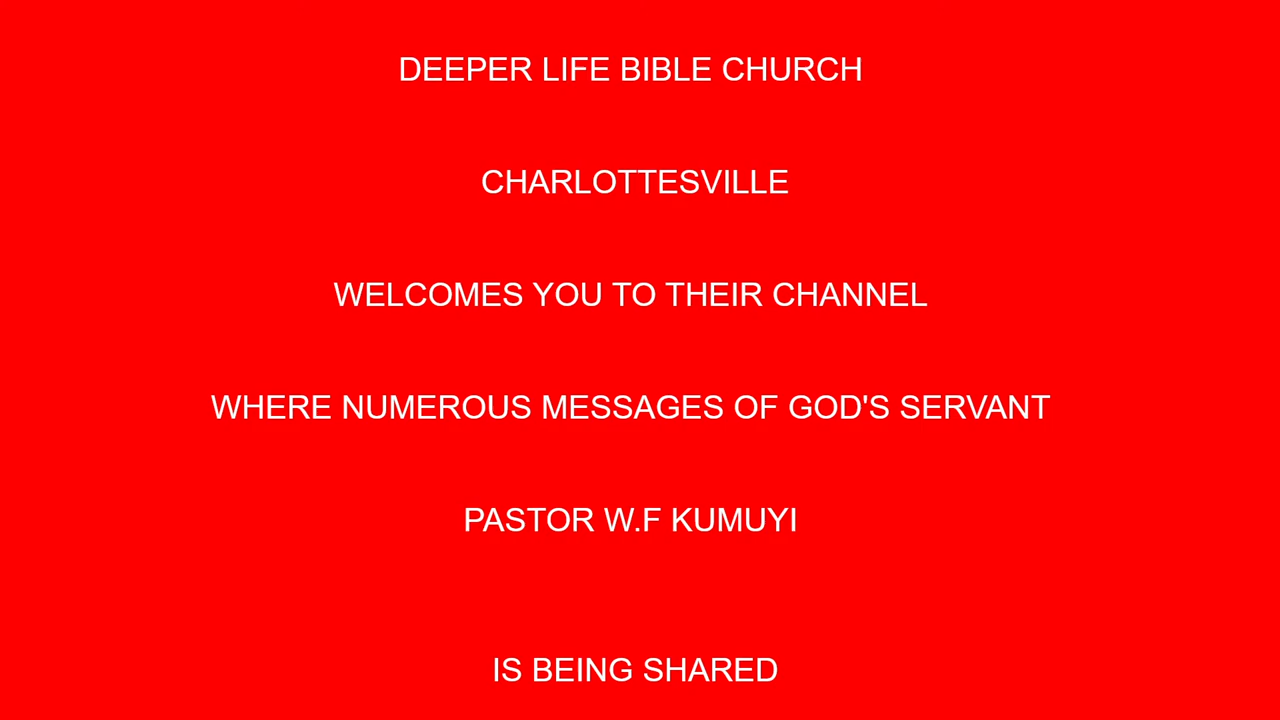 DEEPER LIFE BIBLE CHURCH
CHARLOTTESVILLE
WELCOMES YOU TO THEIR CHANNEL
WHERE NUMEROUS MESSAGES OF GOD'S SERVANT
PASTOR W.F KUMUYI
IS BEING SHARED